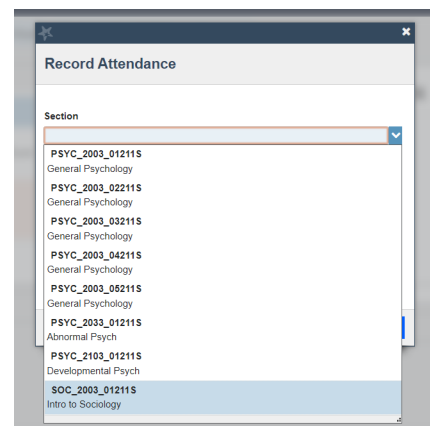 Record Attendance
Section
PSYC_2003_01211S
General Psychology
PSYC_2003_02211S
General Psychology
PSYC_2003_03211S
General Psychology
PSYC_2003_04211S
General Psychology
PSYC_2003_05211S
General Psychology
PSYC_2033_01211S
Abnormal Psych
PSYC_2103_01211S
Developmental Psych
SOC_2003_01211S
Intro to Sociology